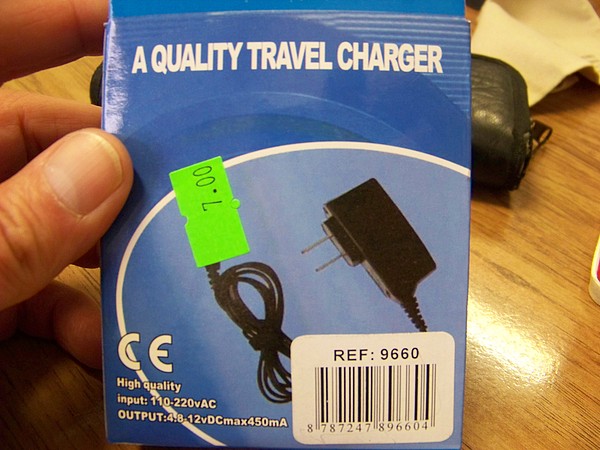 A QUALITY TRAVEL CHARGER
7.00
CE
High quality
input: 110-220vAC
OUTPUT:4.8-12vDCmax450mA
REF: 9660
8 787247 896604